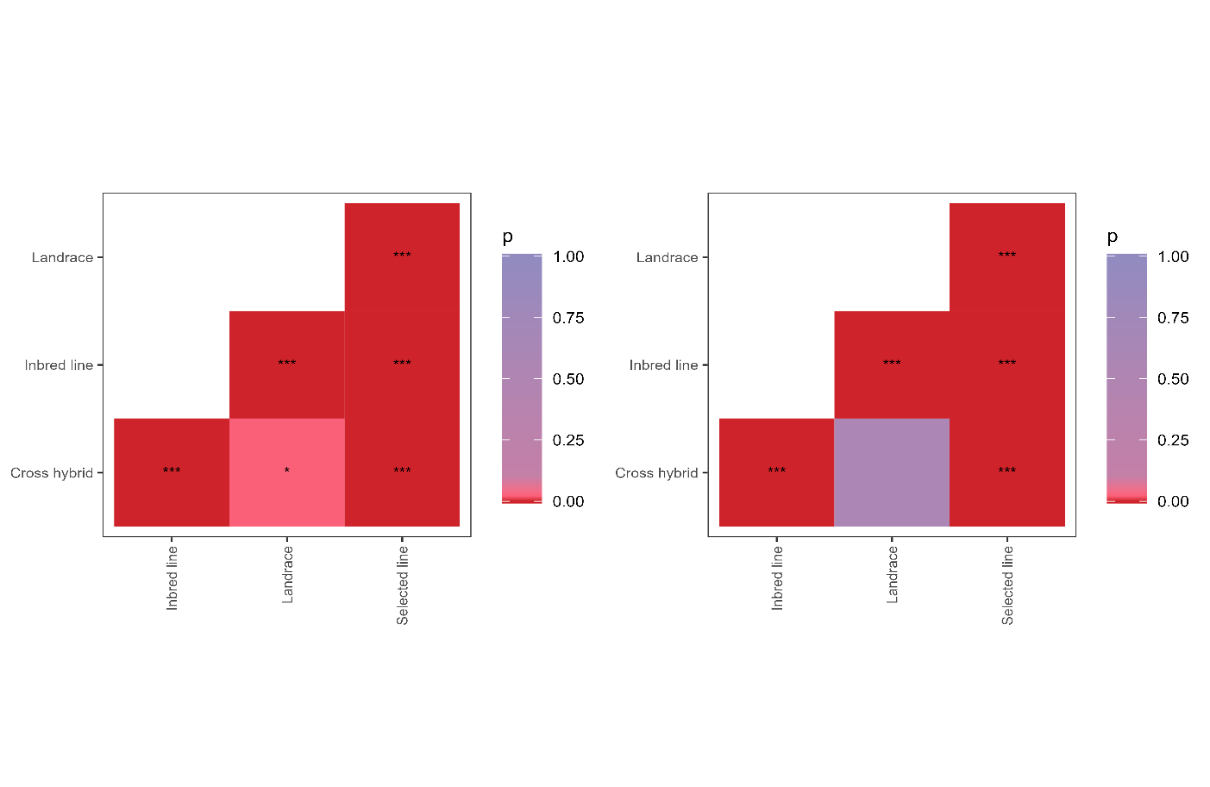 Landrace
Inbred line
Cross hybrid
***
*** ***
*** * ***
Inbred line
Landrace
Selected line
p
1.00
0.75
0.50
0.25
0.00
Landrace
Inbred line
Cross hybrid
***
*** ***
*** ***
Inbred line
Landrace
Selected line
p
1.00
0.75
0.50
0.25
0.00